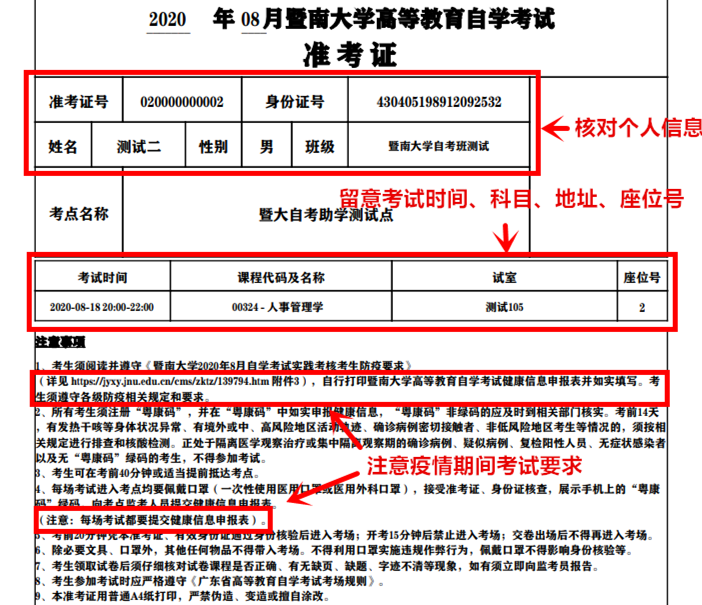 2020 年 08月暨南大学高等教育自学考试
准考证
准考证号 020000000002 身份证号 430405198912092532
核对个人信息
姓名 测试二 性别 男 班级 暨南大学自考班测试
留意考试时间、科目、地址、座位号
考点名称 暨大自考助学测试点
考试时间 课程代码及名称 试室 座位号
2020-08-18 20:00-22:00 00324 - 人事管理学 测试105 2
注意事项
1、考生须阅读并遵守《暨南大学2020年8月自学考试实践考核考生防疫要求》
（详见 https://jyxy.jnu.edu.cn/cms/zktz/139794.htm 附件3），自行打印暨南大学高等教育自学考试健康信息申报表并如实填写。考
生须遵守各级防疫相关规定和要求。
2、所有考生须注册“粤康码”，并在“粤康码”中如实申报健康信息，“粤康码”非绿码的应及时到相关部门核实。考前14天
，有发热干咳等身体状况异常、有境外或中、高风险地区活动轨迹、确诊病例密切接触者、非低风险地区考生等情况的，须按相
关规定进行排查和核酸检测。正处于隔离医学观察治疗或集中隔离观察期的确诊病例、疑似病例、复检阳性人员、无症状感染者
以及无“粤康码”绿码的考生，不得参加考试。
注意疫情期间考试要求
3、考生可在考前40分钟或适当提前抵达考点。
4、每场考试进入考点均要佩戴口罩（一次性使用医用口罩或医用外科口罩），接受准考证、身份证核查，展示手机上的“粤康
码”绿码，向考点监考人员提交健康信息申报表。
（注意：每场考试都要提交健康信息申报表）。
5、考前20分钟凭本准考证、有效身份证通过身份核验后进入考场；开考15分钟后禁止进入考场；交卷出场后不得再进入考场。
6、除必要文具、口罩外，其他任何物品不得带入考场。不得利用口罩实施违规作弊行为，佩戴口罩不得影响身份核验等。
7、考生领取试卷后须仔细核对试卷课程是否正确、有无缺页、缺题、字迹不清等现象，如有须立即向监考员报告。
8、考生参加考试时应严格遵守《广东省高等教育自学考试考场规则》。
9、本准考证用普通A4纸打印，严禁伪造、变造或擅自涂改。